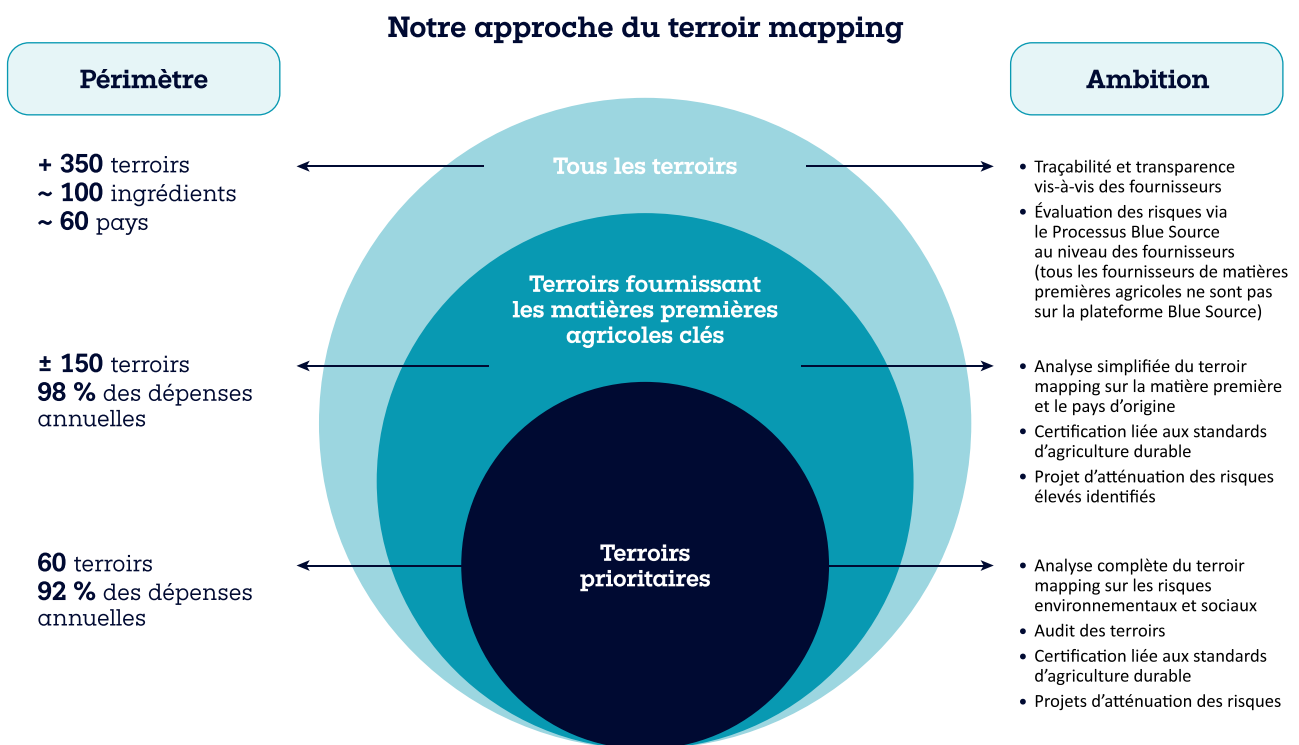 Notre approche du terroir mapping
Périmètre
Ambition
+ 350 terroirs
~ 100 ingrédients
~ 60 pays
Tous les terroirs
• Traçabilité et transparence
vis-à-vis des fournisseurs
• Évaluation des risques via
le Processus Blue Source
au niveau des fournisseurs
(tous les fournisseurs de matières
premières agricoles ne sont pas
sur la plateforme Blue Source)
± 150 terroirs
98 % des dépenses
annuelles
Terroirs fournissant
les matières premières
agricoles clés
• Analyse simplifiée du terroir
mapping sur la matière première
et le pays d’origine
• Certification liée aux standards
d’agriculture durable
• Projet d’atténuation des risques
élevés identifiés
60 terroirs
92 % des dépenses
annuelles
Terroirs
prioritaires
• Analyse complète du terroir
mapping sur les risques
environnementaux et sociaux
• Audit des terroirs
• Certification liée aux standards
d’agriculture durable
• Projets d’atténuation des risques